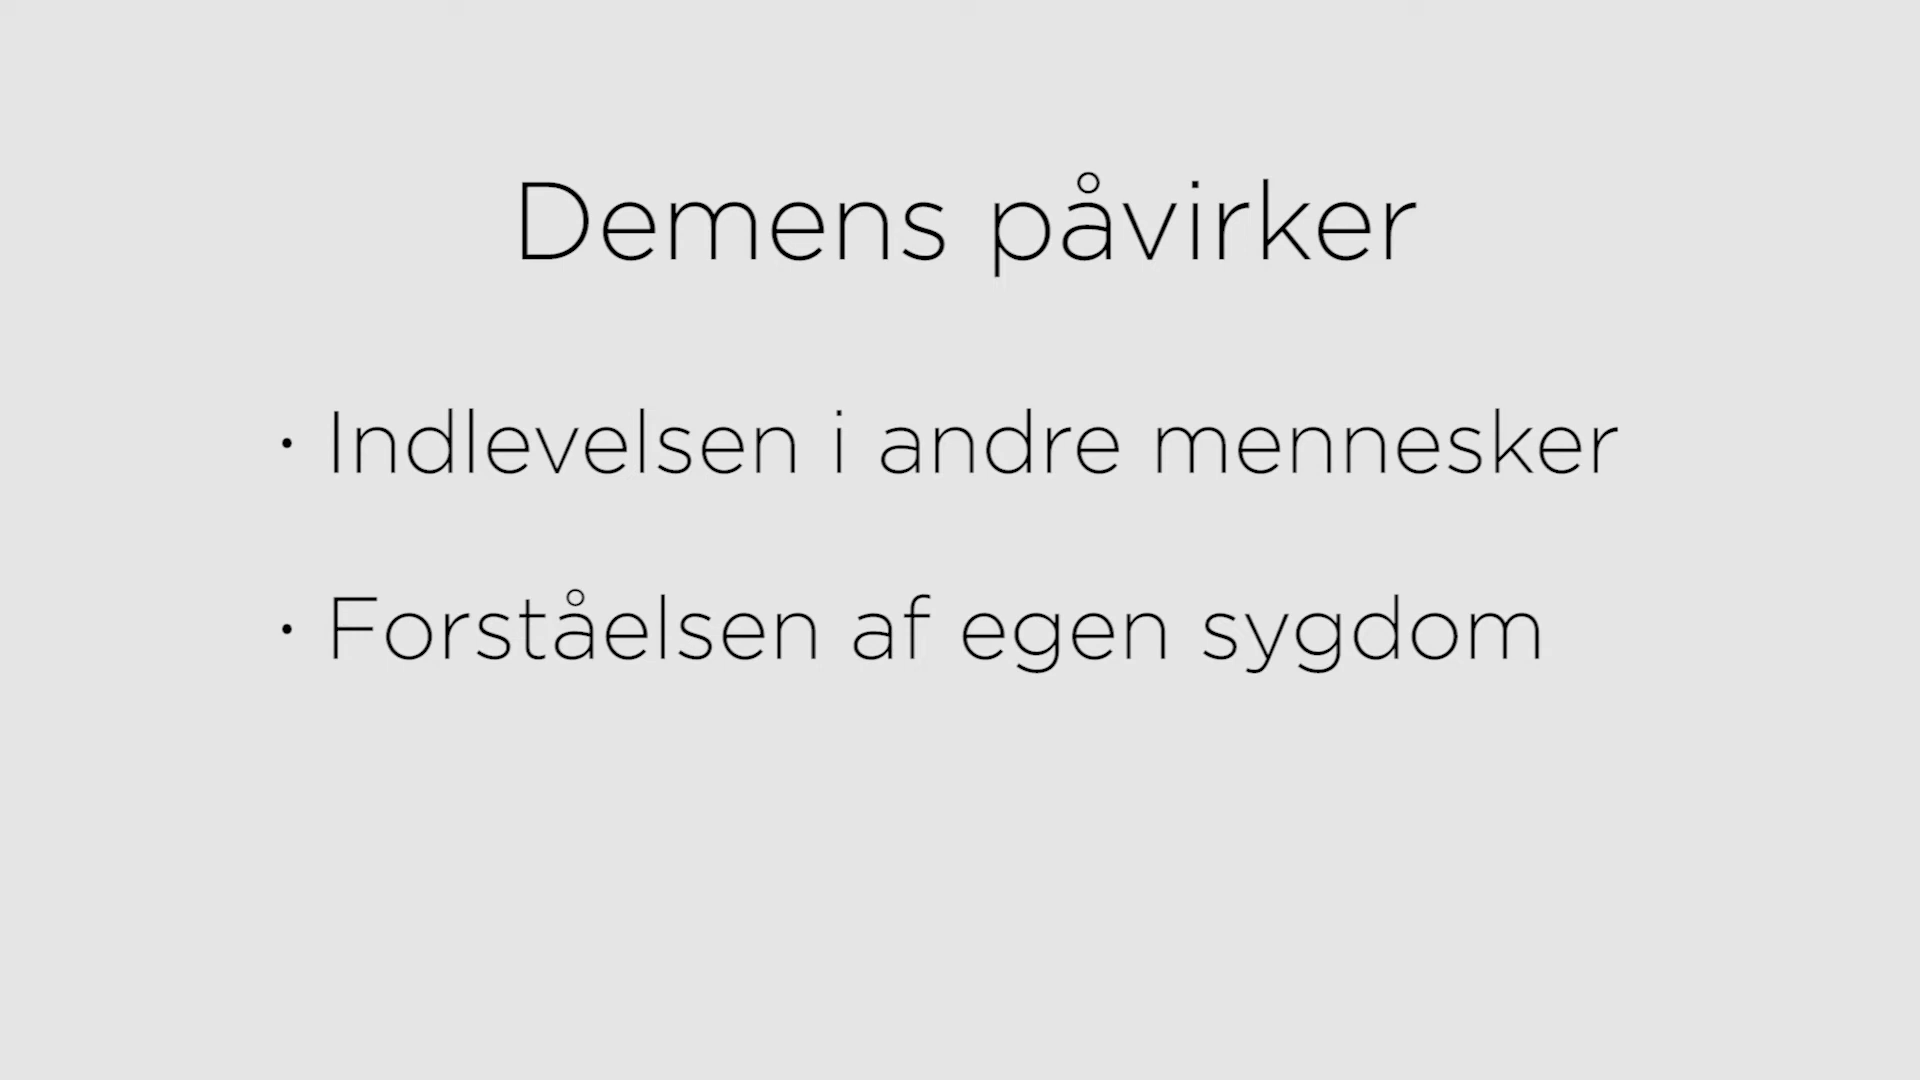 Demens påvirker
· Indlevelsen i andre mennesker
· Forståelsen af egen sygdom